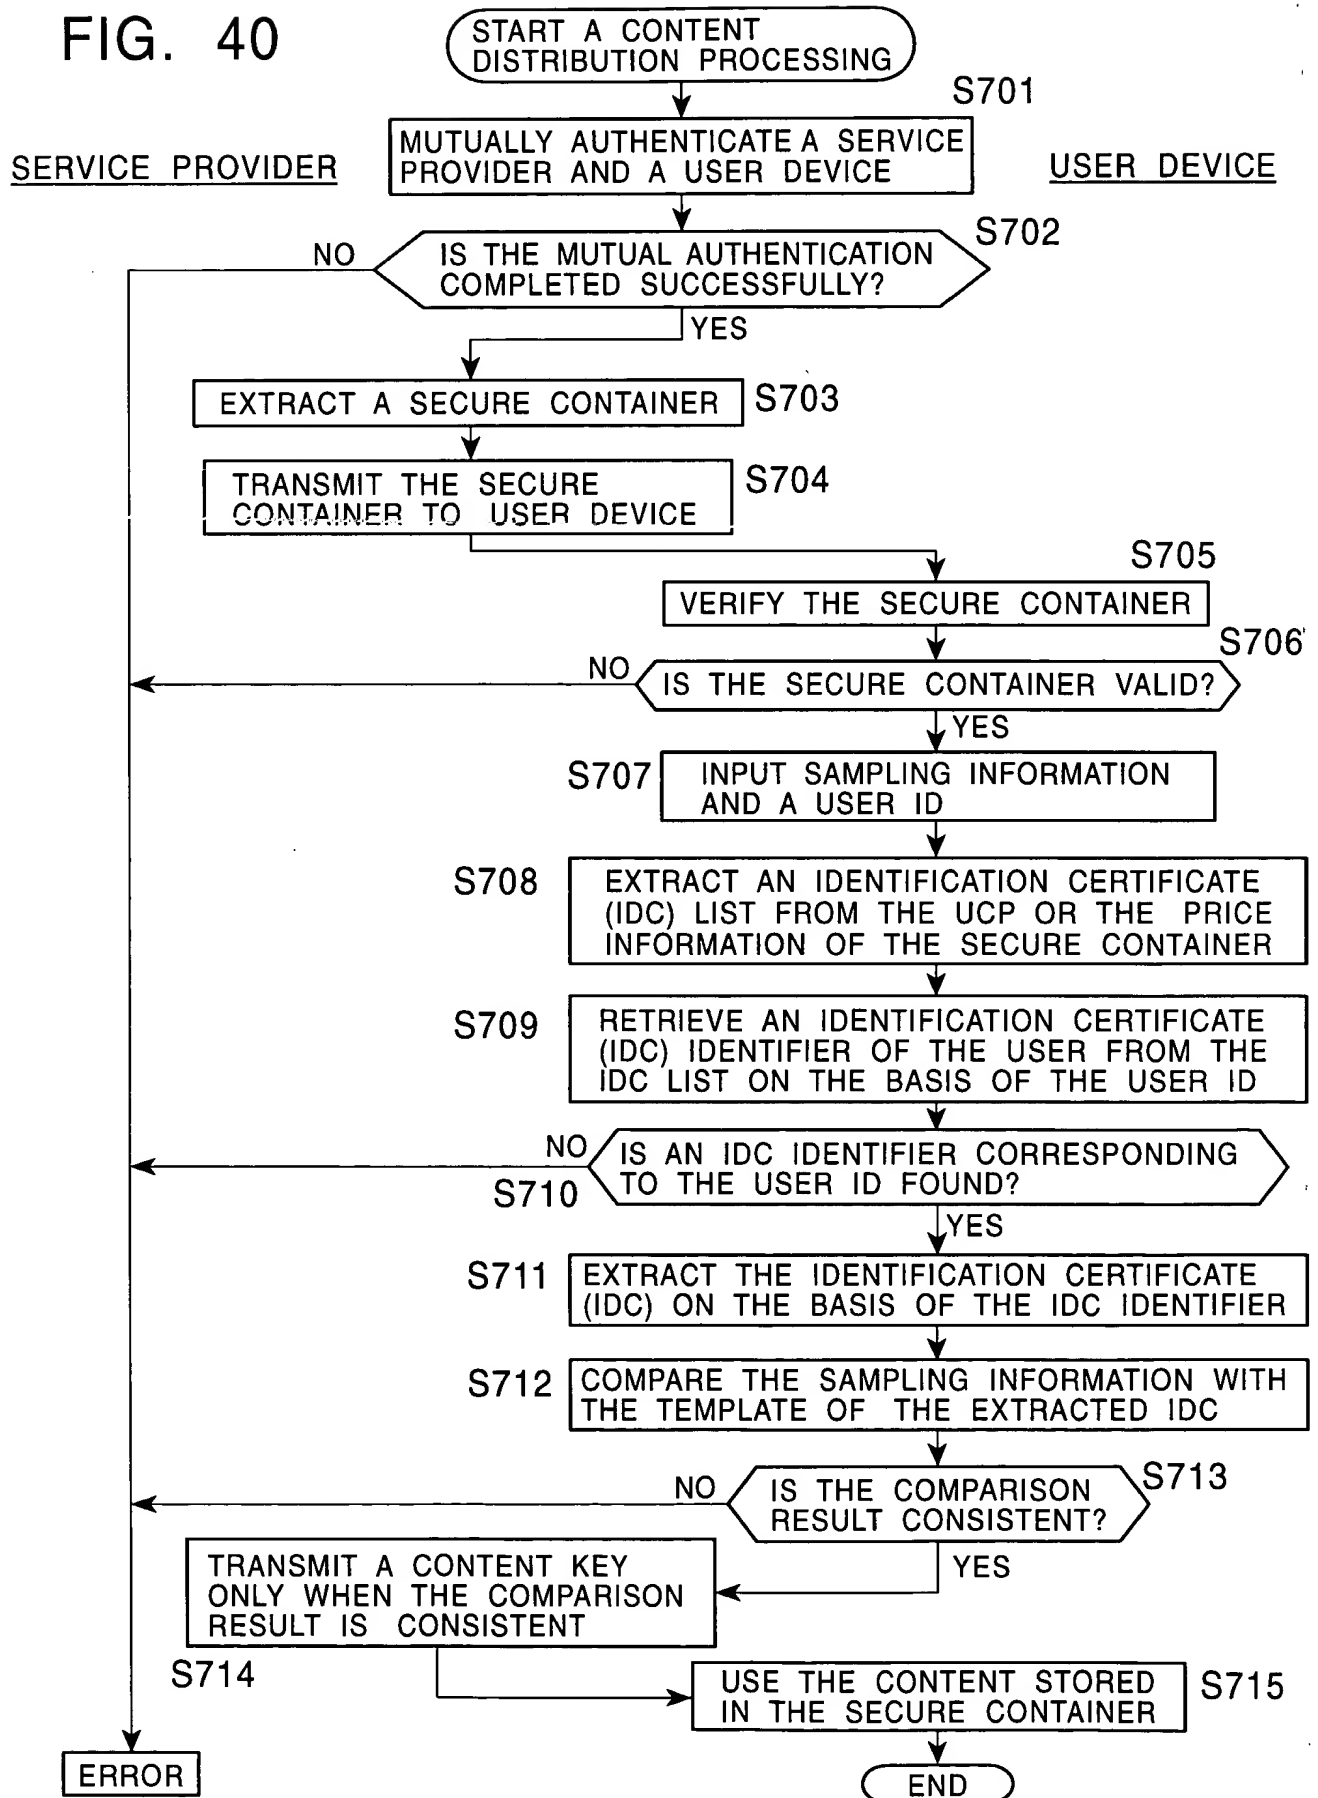 FIG. 40
START A CONTENT
DISTRIBUTION PROCESSING
S701
MUTUALLY AUTHENTICATE A SERVICE
PROVIDER AND A USER DEVICE
SERVICE PROVIDER
USER DEVICE
S702
NO
IS THE MUTUAL AUTHENTICATION
COMPLETED SUCCESSFULLY?
YES
EXTRACT A SECURE CONTAINER
S703
TRANSMIT THE SECURE
CONTAINER TO USER DEVICE
S704
S705
VERIFY THE SECURE CONTAINER
S706
NO
IS THE SECURE CONTAINER VALID?
YES
S707
INPUT SAMPLING INFORMATION
AND A USER ID
S708
EXTRACT AN IDENTIFICATION CERTIFICATE
(IDC) LIST FROM THE UCP OR THE PRICE
INFORMATION OF THE SECURE CONTAINER
S709
RETRIEVE AN IDENTIFICATION CERTIFICATE
(IDC) IDENTIFIER OF THE USER FROM THE
IDC LIST ON THE BASIS OF THE USER ID
NO
S710
IS AN IDC IDENTIFIER CORRESPONDING
TO THE USER ID FOUND?
YES
S711
EXTRACT THE IDENTIFICATION CERTIFICATE
(IDC) ON THE BASIS OF THE IDC IDENTIFIER
S712
COMPARE THE SAMPLING INFORMATION WITH
THE TEMPLATE OF THE EXTRACTED IDC
S713
NO
IS THE COMPARISON
RESULT CONSISTENT?
YES
TRANSMIT A CONTENT KEY
ONLY WHEN THE COMPARISON
RESULT IS CONSISTENT
S714
USE THE CONTENT STORED
IN THE SECURE CONTAINER
S715
ERROR
END